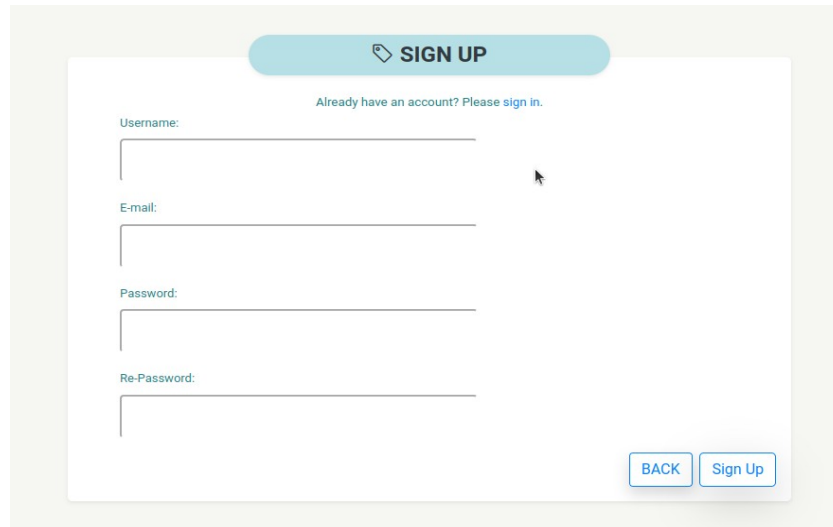 SIGN UP
Already have an account? Please sign in.
Username:
E-mail:
Password:
Re-Password:
BACK Sign Up